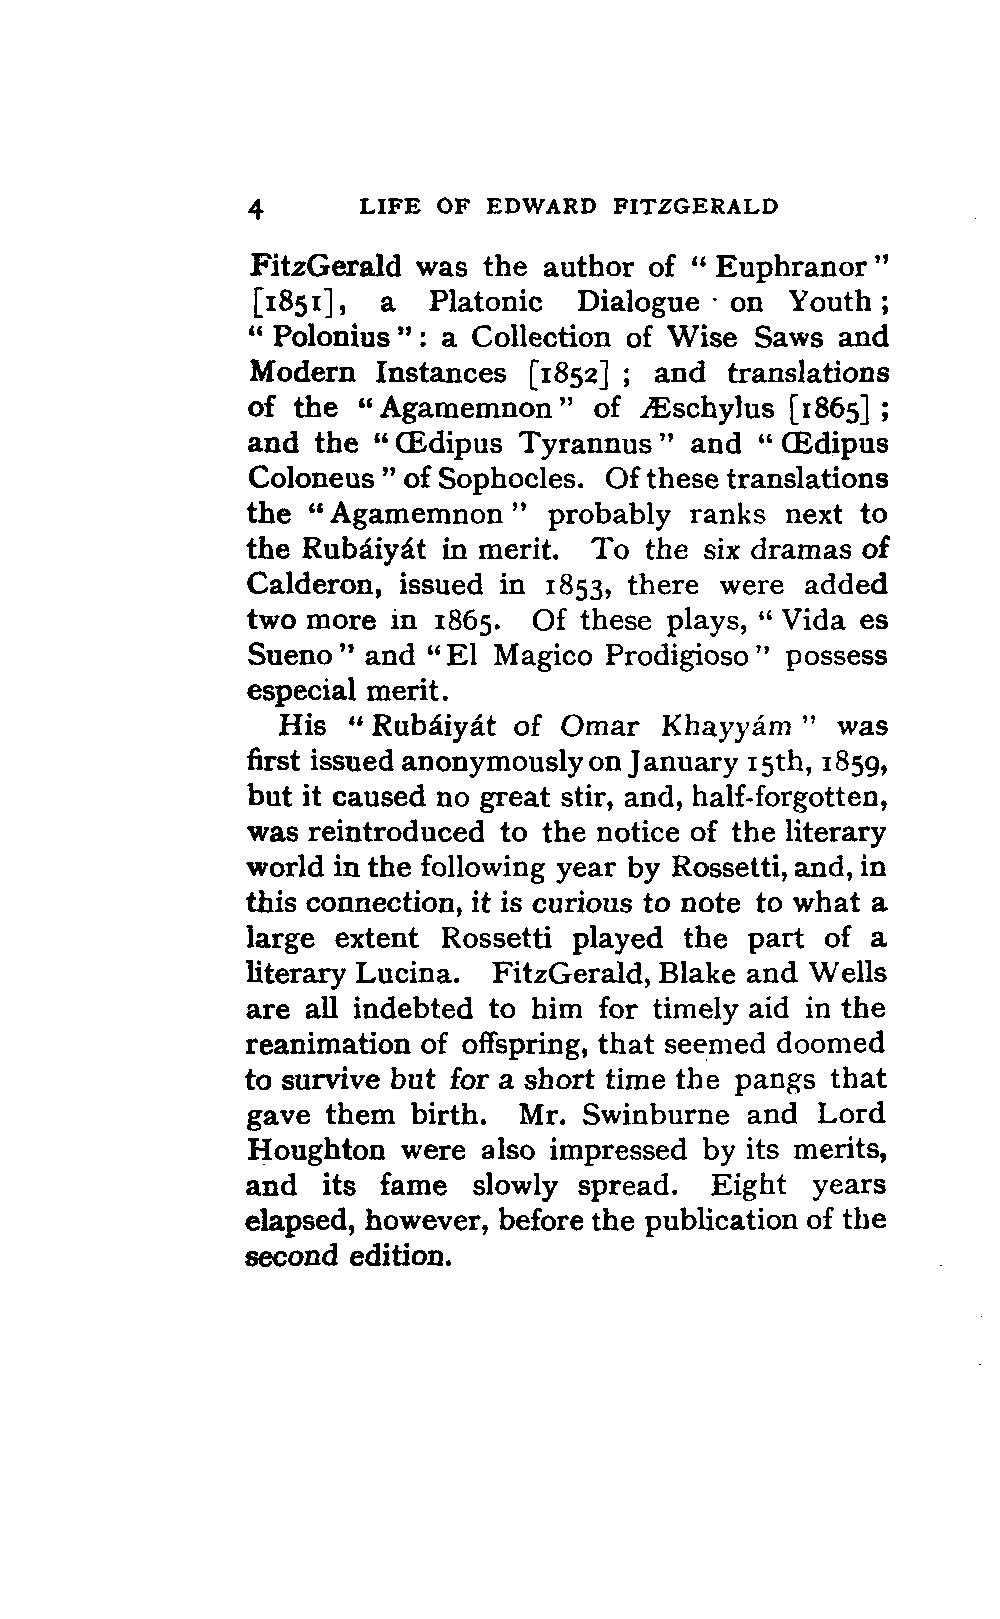 4 LIFE OF EDWARD FITZGERALD
FitzGerald was the author of " Euphranor "
[1851], a Platonic Dialogue · on Youth ;
" Polonius " : a Collection of Wise Saws and
Modern Instances [1852] ; and translations
of the " Agamemnon " of Æschylus [1865] ;
and the " Œdipus Tyrannus " and " Œdipus
Coloneus " of Sophocles. Of these translations
the " Agamemnon " probably ranks next to
the Rubáiyát in merit. To the six dramas of
Calderon, issued in 1853, there were added
two more in 1865. Of these plays, " Vida es
Sueno " and " El Magico Prodigioso " possess
especial merit.
His " Rubáiyát of Omar Khayyám " was
first issued anonymously on January 15th, 1859,
but it caused no great stir, and, half-forgotten,
was reintroduced to the notice of the literary
world in the following year by Rossetti, and, in
this connection, it is curious to note to what a
large extent Rossetti played the part of a
literary Lucina. FitzGerald, Blake and Wells
are all indebted to him for timely aid in the
reanimation of offspring, that seemed doomed
to survive but for a short time the pangs that
gave them birth. Mr. Swinburne and Lord
Houghton were also impressed by its merits,
and its fame slowly spread. Eight years
elapsed, however, before the publication of the
second edition.